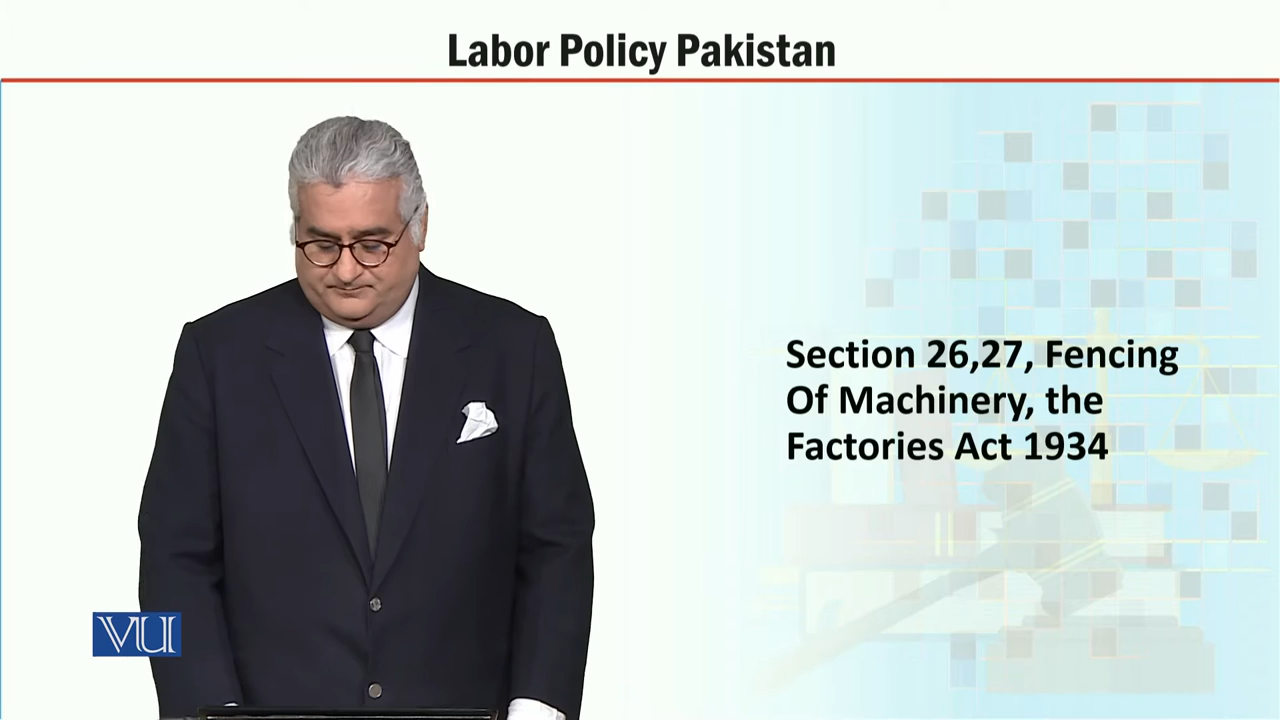 Labor Policy Pakistan
Section 26,27, Fencing
Of Machinery, the
Factories Act 1934
VU